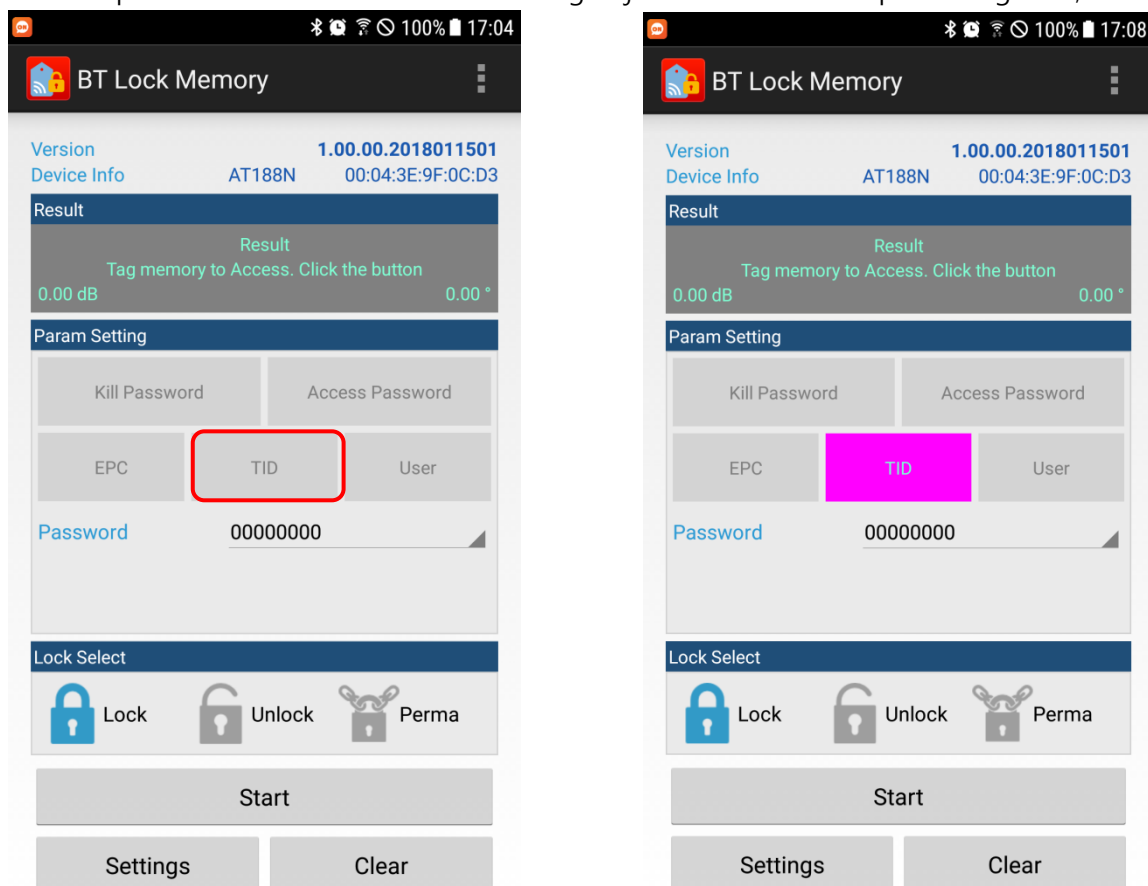 100% 17:04
BT Lock Memory
Version 1.00.00.2018011501
Device Info AT188N 00:04:3E:9F:0C:D3
Result
Result
Tag memory to Access. Click the button
0.00 dB 0.00 °
Param Setting
Kill Password Access Password
EPC TID User
Password 00000000
Lock Select
Lock Unlock Perma
Start
Settings Clear
100% 17:08
BT Lock Memory
Version 1.00.00.2018011501
Device Info AT188N 00:04:3E:9F:0C:D3
Result
Result
Tag memory to Access. Click the button
0.00 dB 0.00 °
Param Setting
Kill Password Access Password
EPC TID User
Password 00000000
Lock Select
Lock Unlock Perma
Start
Settings Clear